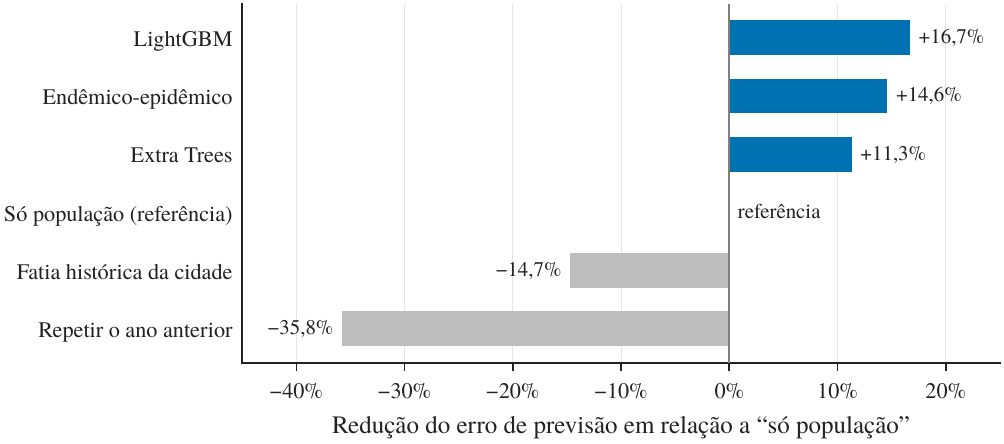 LightGBM
+16,7%
Endêmico-epidêmico
+14,6%
Extra Trees
+11,3%
Só população (referência)
referência
Fatia histórica da cidade
−14,7%
Repetir o ano anterior
−35,8%
−40% −30% −20% −10% 0% 10% 20%
Redução do erro de previsão em relação a “só população”